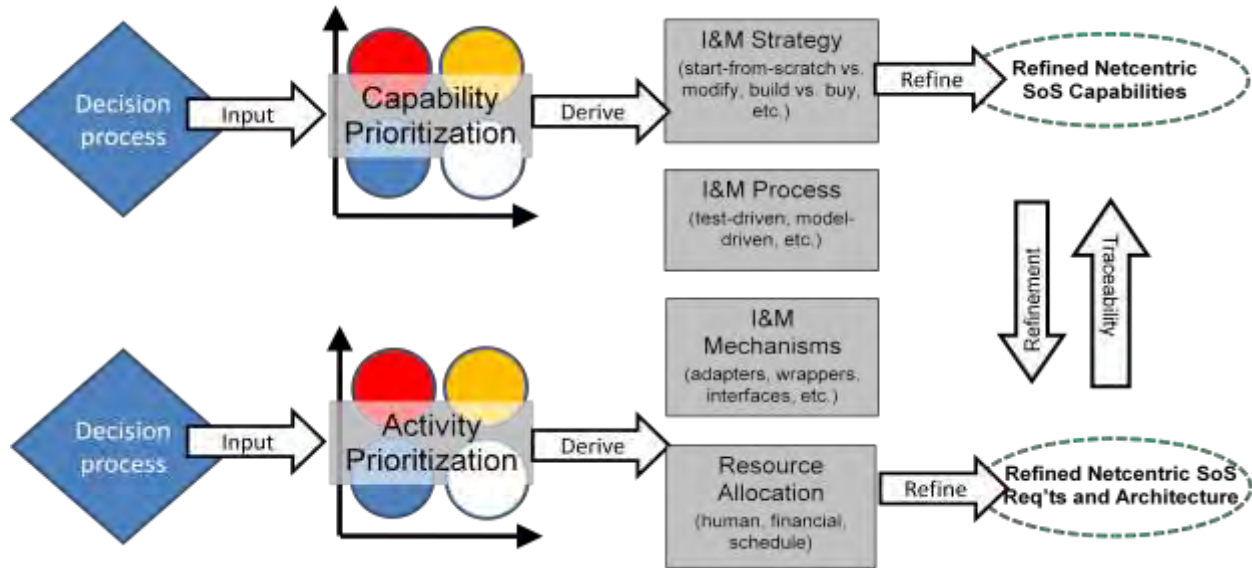 Decision
process
Input
Capability
Prioritization
Derive
I&M Strategy
(start-from-scratch vs.
modify, build vs. buy,
etc.)
Refine
Refined Netcentric
SoS Capabilities
I&M Process
(test-driven, model-
driven, etc.)
Refinement
Traceability
I&M
Mechanisms
(adapters, wrappers,
interfaces, etc.)
Decision
process
Input
Activity
Prioritization
Derive
Resource
Allocation
(human, financial,
schedule)
Refine
Refined Netcentric SoS
Req'ts and Architecture